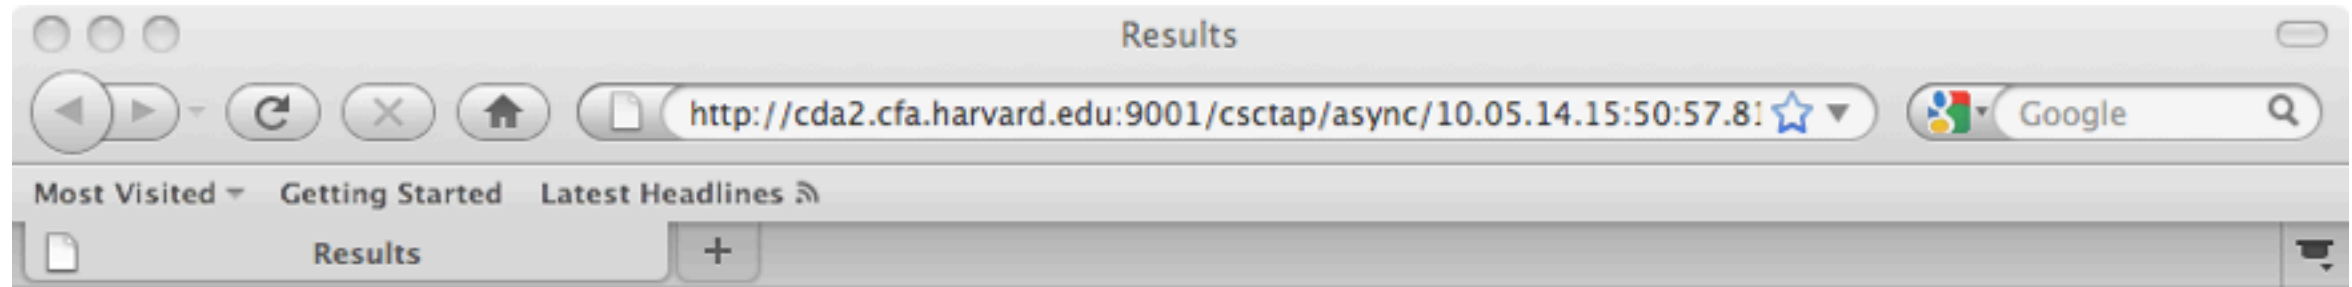 Results
http://cda2.cfa.harvard.edu:9001/csctap/async/10.05.14.15:50:57.81
Google
Most Visited Getting Started Latest Headlines
Results